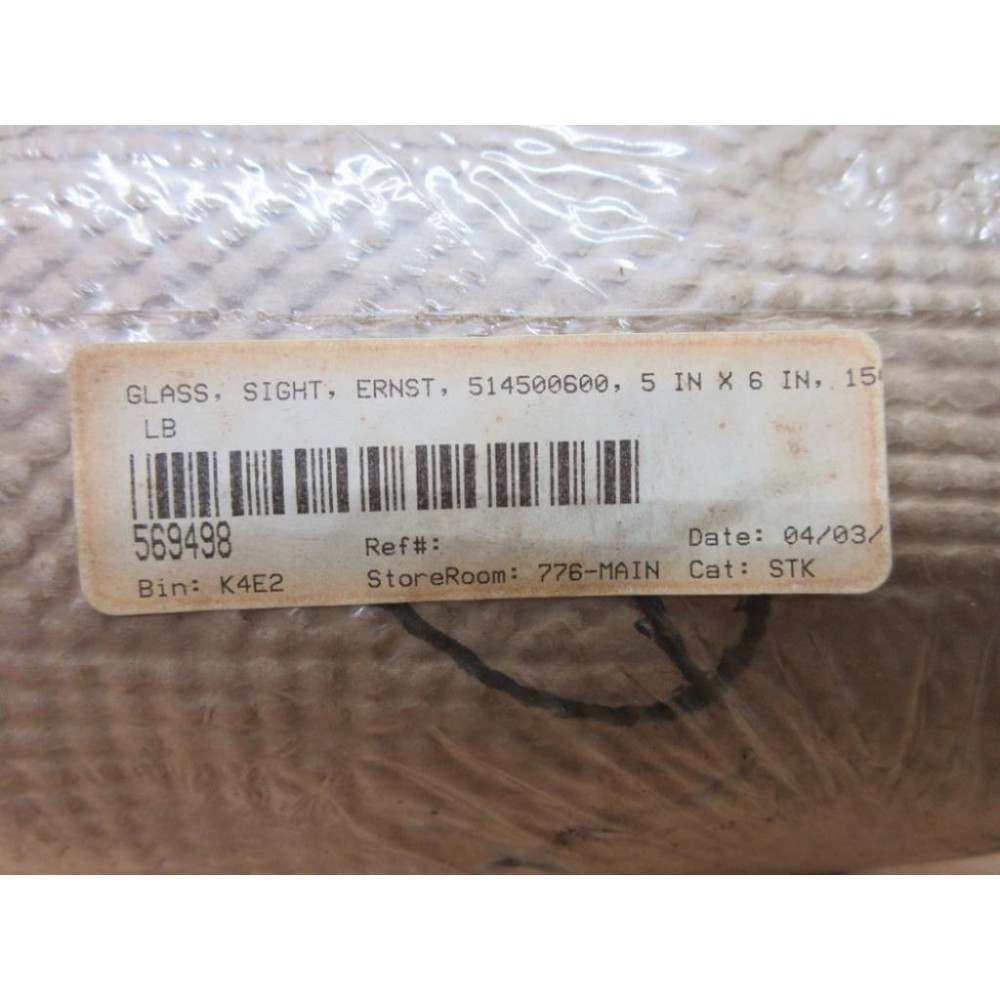 GLASS, SIGHT, ERNST, 514500600, 5 IN X 6 IN, 15
LB
569498
Ref#:
Date: 04/03/
Bin: K4E2
StoreRoom: 776-MAIN
Cat: STK